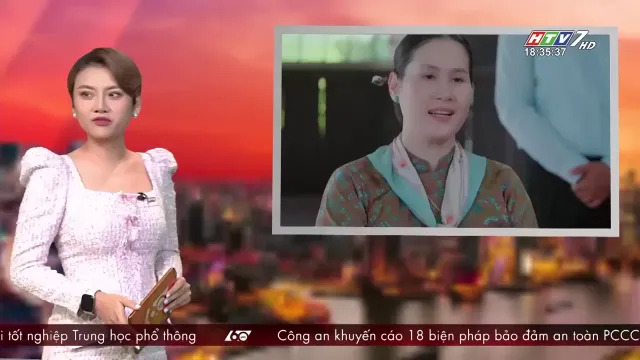 HTV7 HD
18:35:37
i tốt nghiệp Trung học phổ thông 60 Công an khuyến cáo 18 biện pháp bảo đảm an toàn PCCC